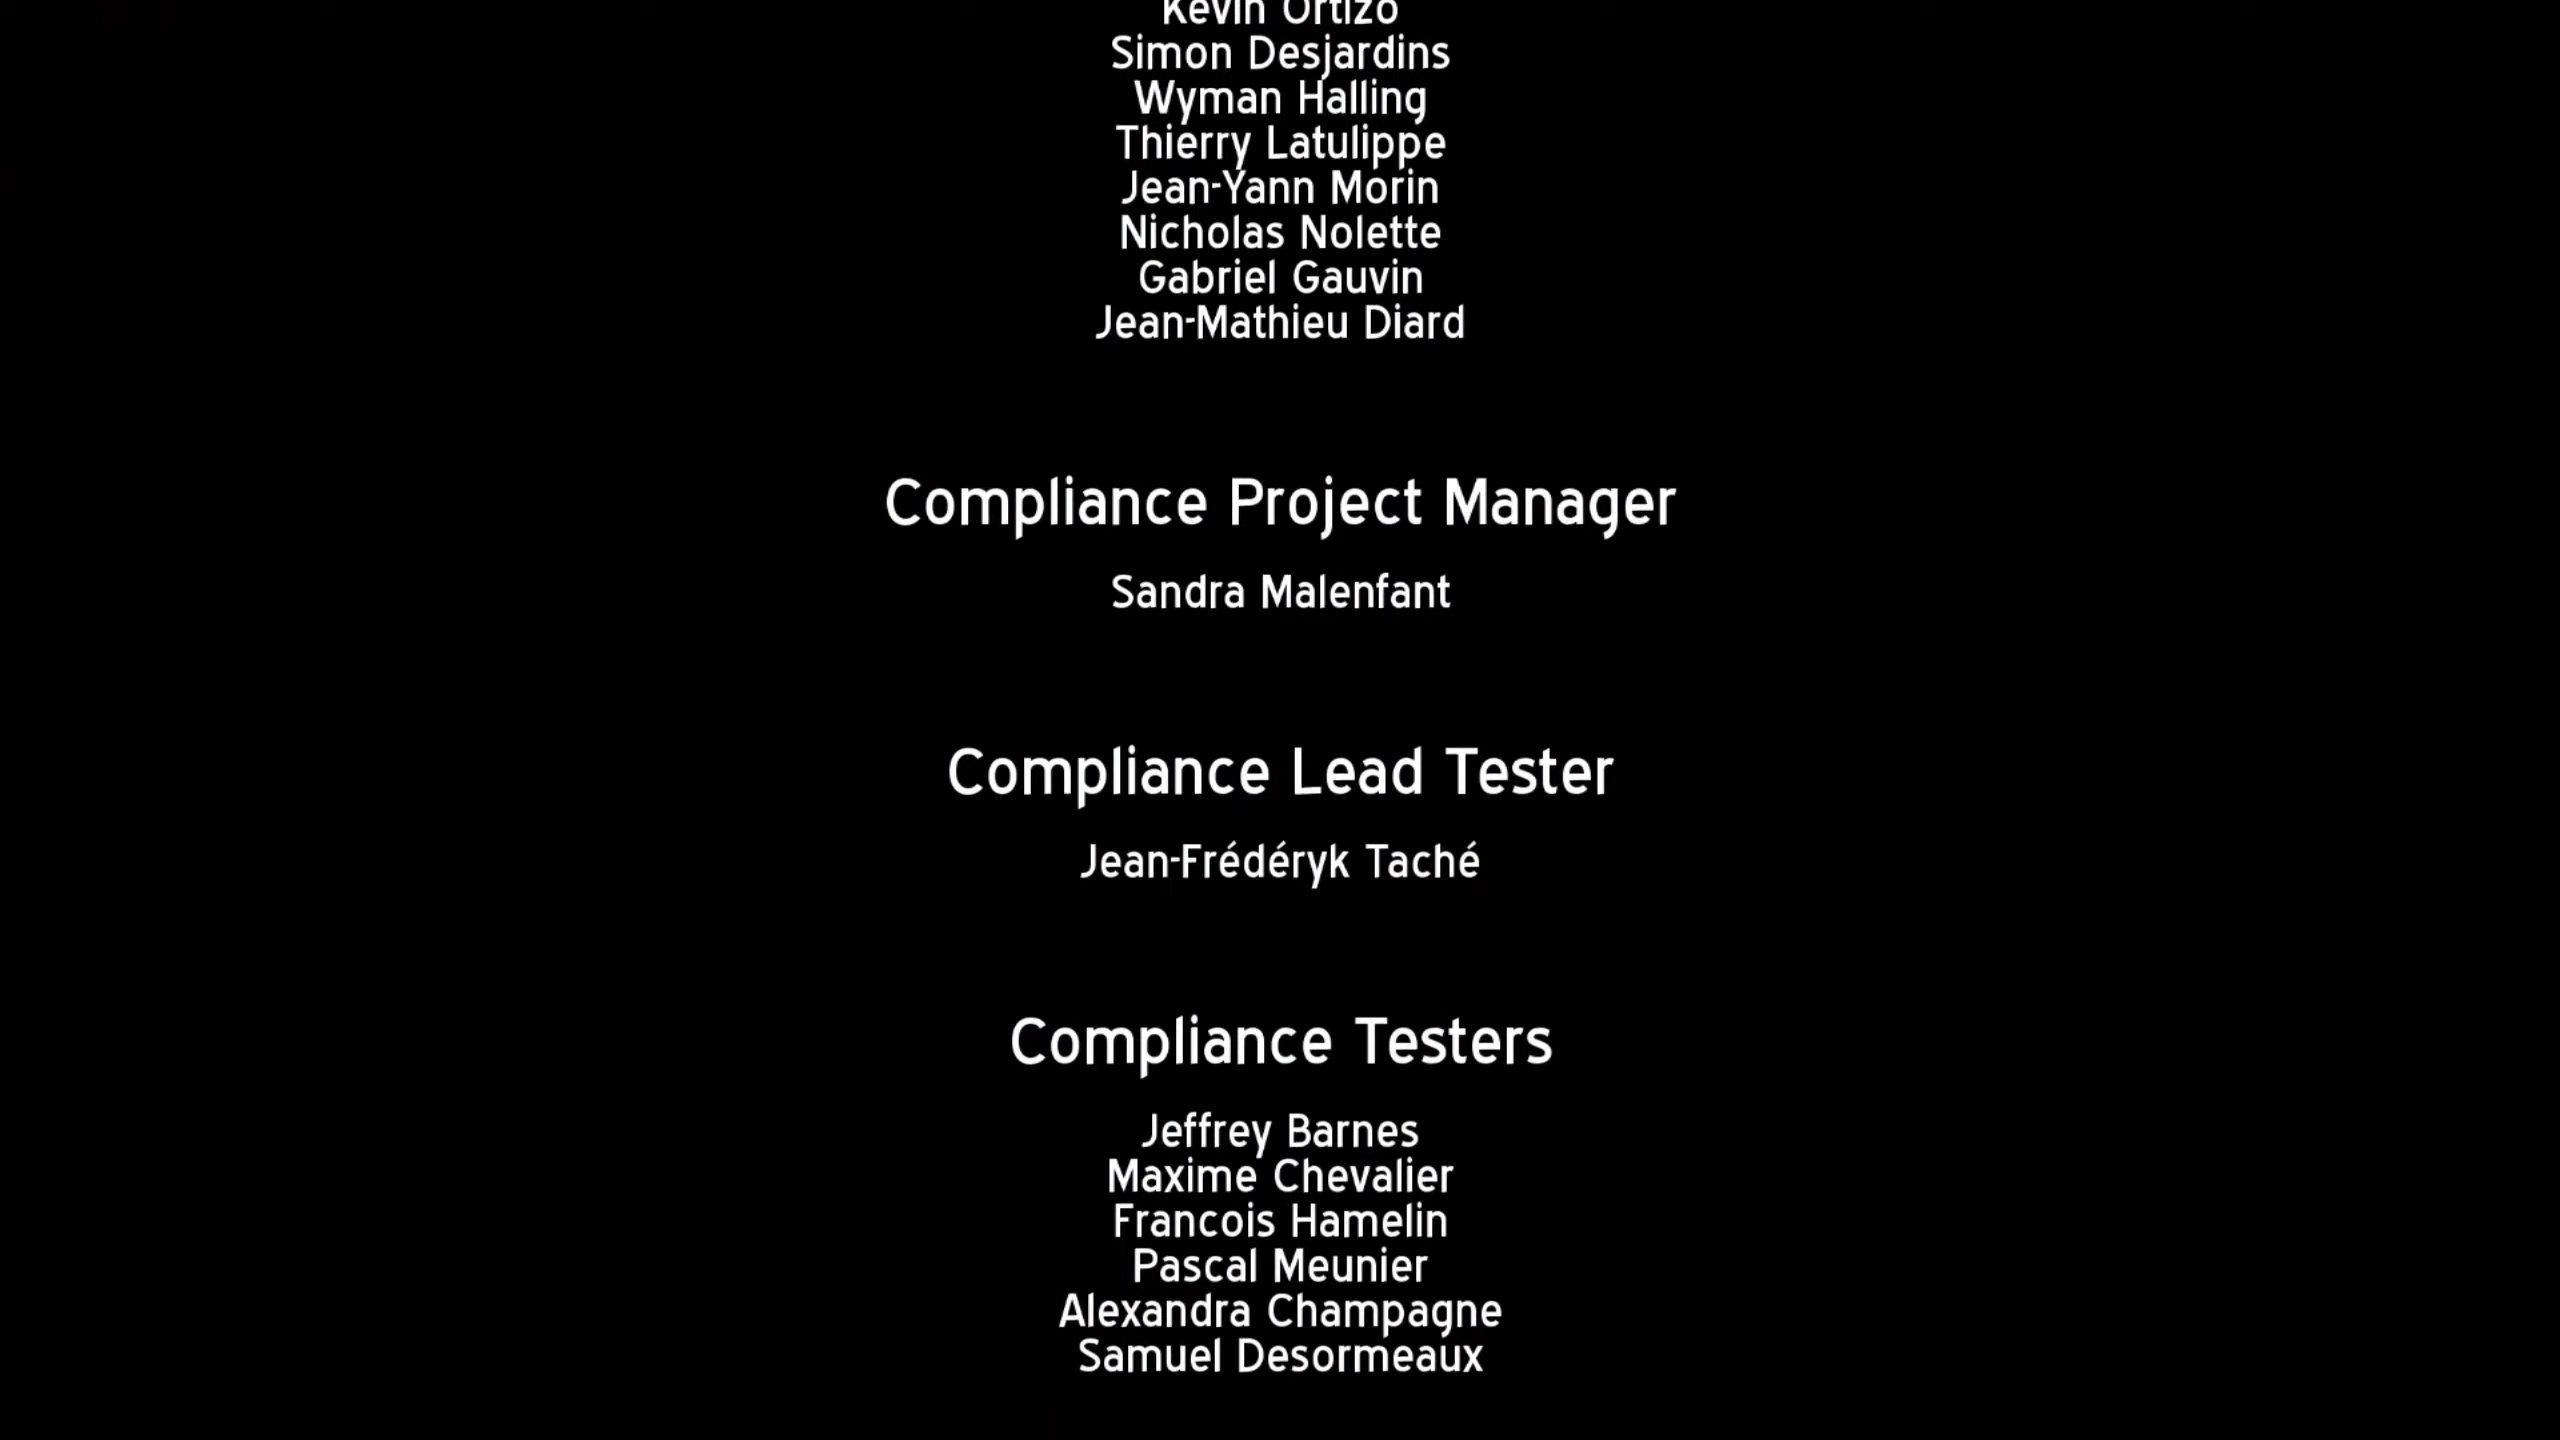 Kevin Ortizo
Simon Desjardins
Wyman Halling
Thierry Latulippe
Jean-Yann Morin
Nicholas Nolette
Gabriel Gauvin
Jean-Mathieu Diard
Compliance Project Manager
Sandra Malenfant
Compliance Lead Tester
Jean-Frédéryk Taché
Compliance Testers
Jeffrey Barnes
Maxime Chevalier
Francois Hamelin
Pascal Meunier
Alexandra Champagne
Samuel Desormeaux